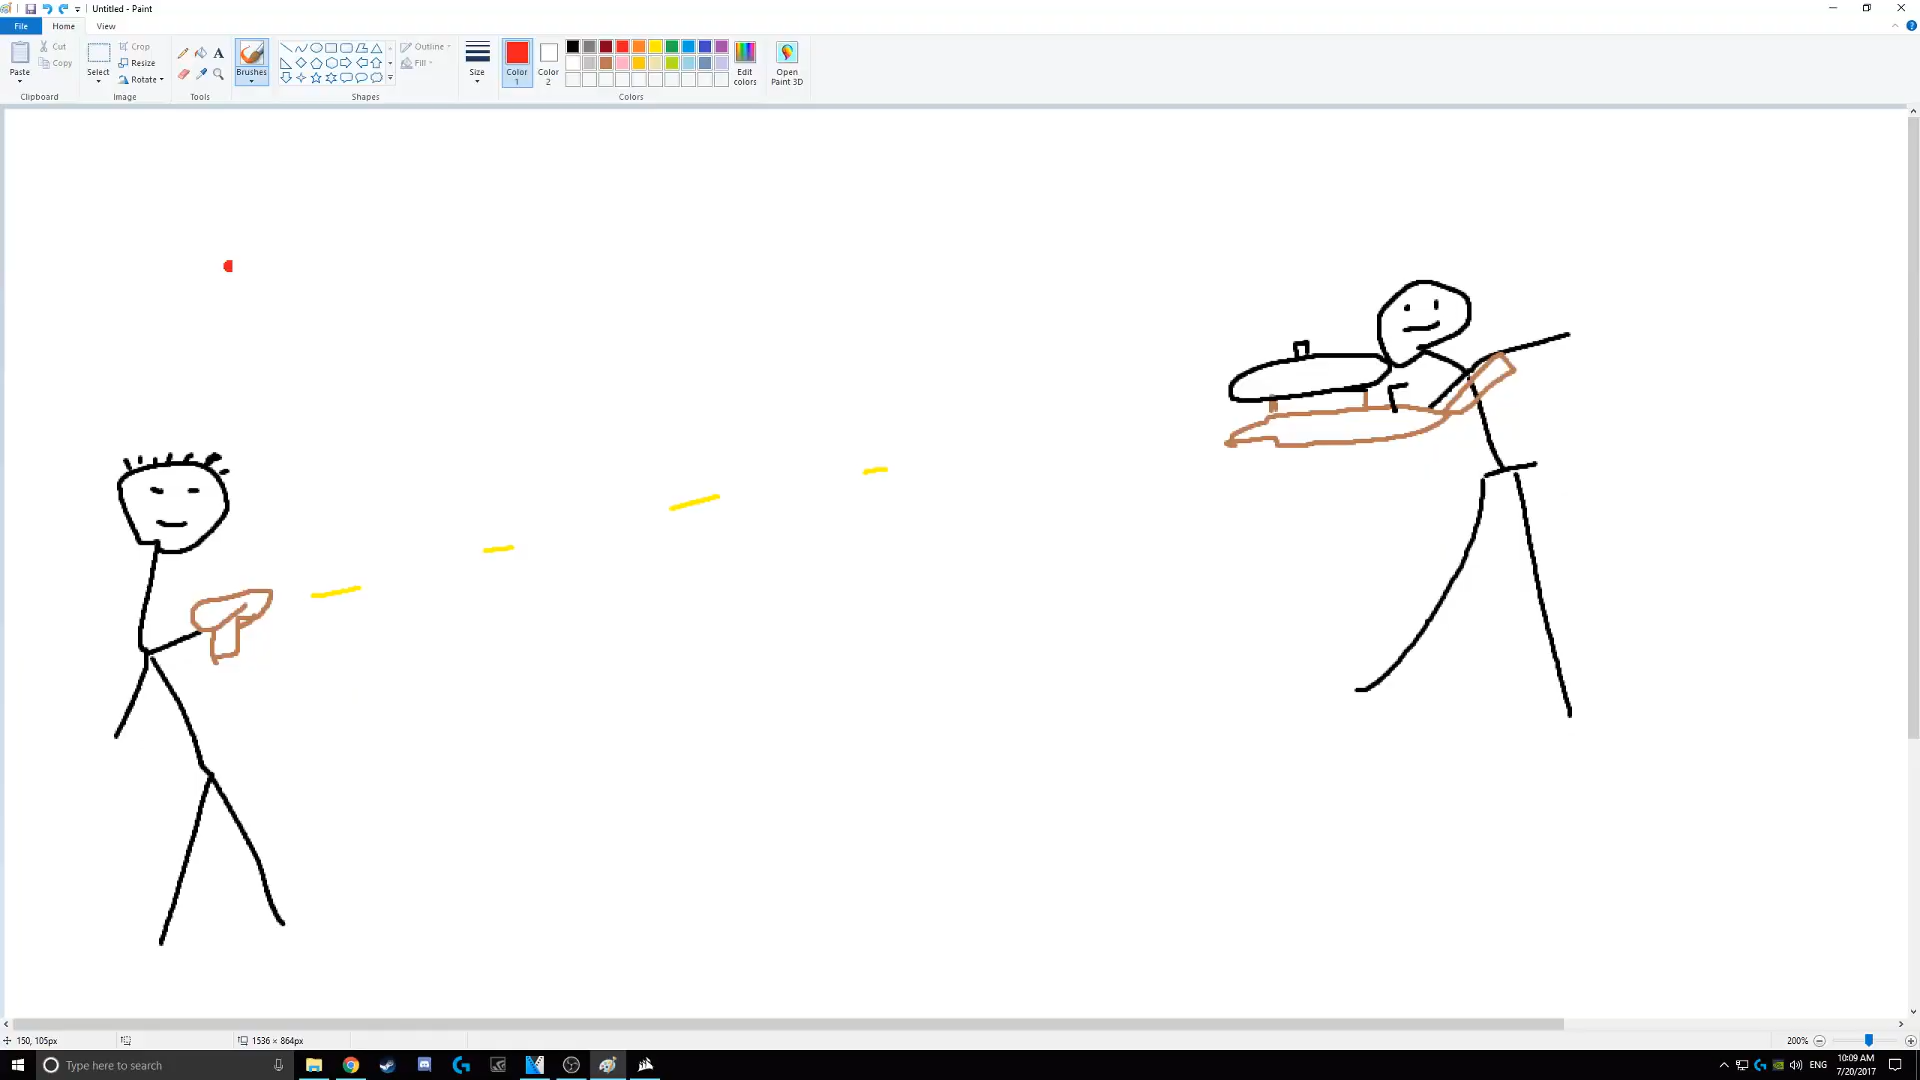 Untitled - Paint
File Home View
Paste
Cut
Copy
Clipboard
Select
Crop
Resize
Rotate
Image
A
Tools
Brushes
Outline
Fill
Shapes
Size
Color 1
Color 2
Edit colors
Colors
Open Paint 3D
150, 105px
1536 × 864px
200%
Type here to search
ENG
10:09 AM
7/20/2017